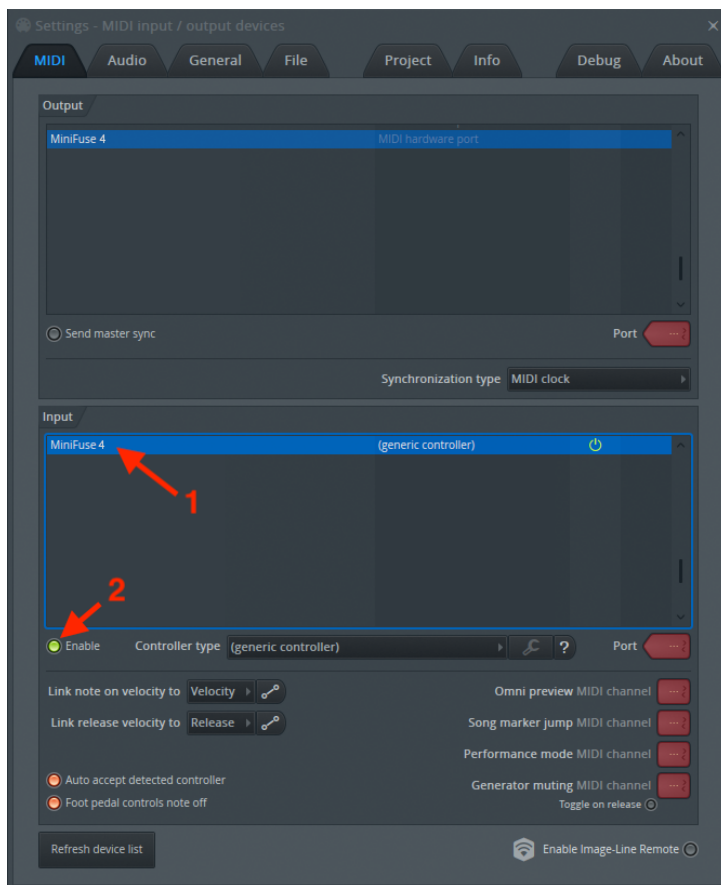 Settings - MIDI input / output devices
MIDI Audio General File Project Info Debug About
Output
MiniFuse 4 MIDI hardware port
Send master sync Port
Synchronization type MIDI clock
Input
MiniFuse 4 (generic controller)
1
2
Enable Controller type (generic controller) ? Port
Link note on velocity to Velocity Omni preview MIDI channel
Link release velocity to Release Song marker jump MIDI channel
Performance mode MIDI channel
Auto accept detected controller Generator muting MIDI channel
Foot pedal controls note off Toggle on release
Refresh device list Enable Image-Line Remote